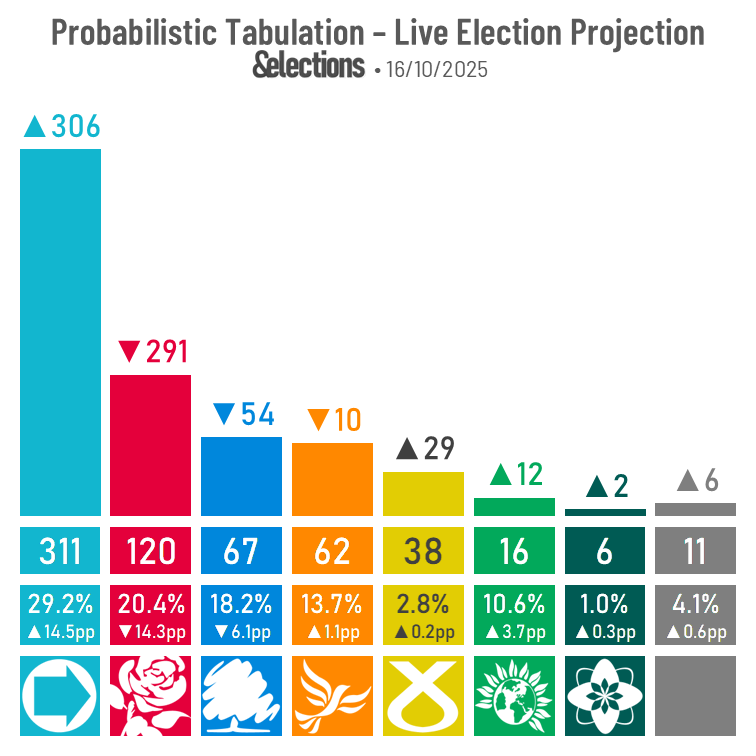 Probabilistic Tabulation – Live Election Projection
&elections • 16/10/2025
▲306
▼291
▼54
▼10
▲29
▲12
▲2
▲6
311 120 67 62 38 16 6 11
29.2% 20.4% 18.2% 13.7% 2.8% 10.6% 1.0% 4.1%
▲14.5pp ▼14.3pp ▼6.1pp ▲1.1pp ▲0.2pp ▲3.7pp ▲0.3pp ▲0.6pp